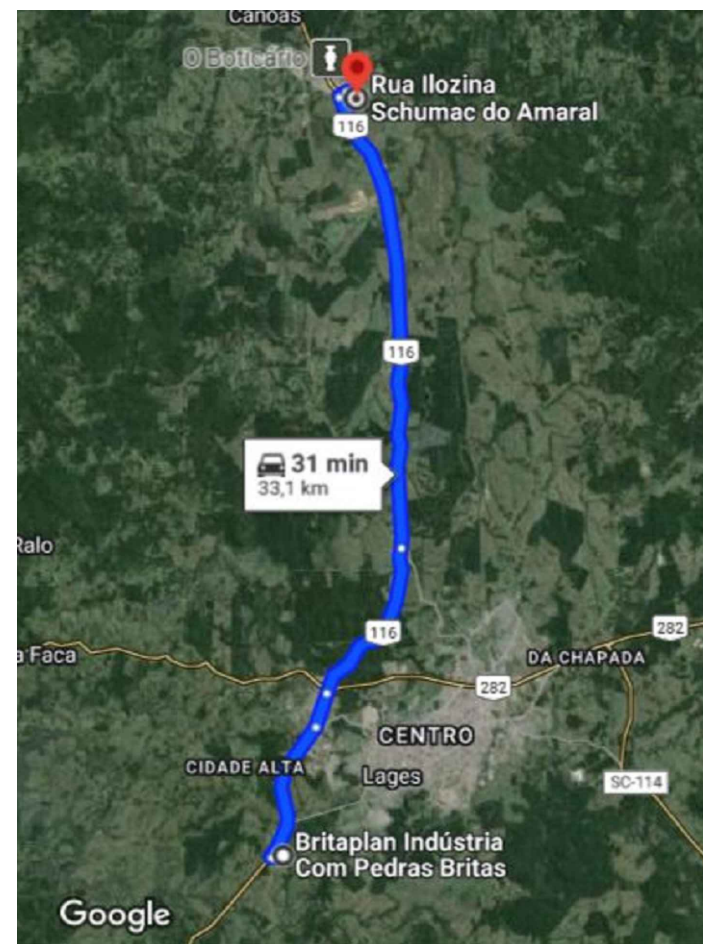 Canoas
O Boticário
Rua Ilozina
Schumac do Amaral
116
116
31 min
33,1 km
Ralo
116
282
a Faca
DA CHAPADA
282
CENTRO
CIDADE ALTA
Lages
SC-114
Britaplan Indústria
Com Pedras Britas
Google